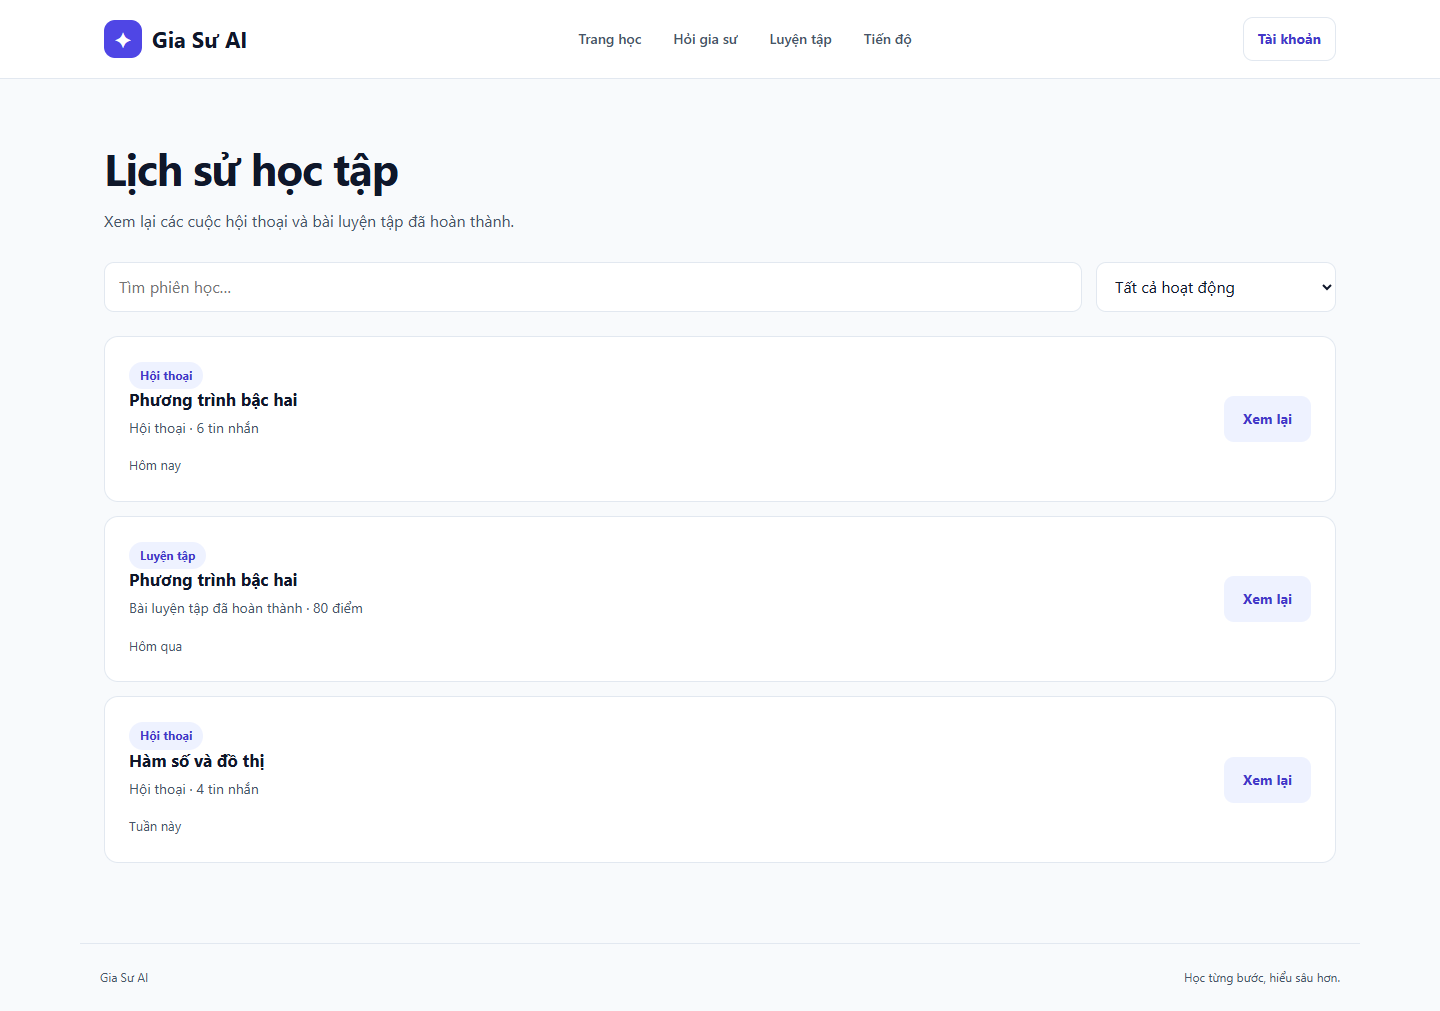 Gia Sư AI
Trang học
Hỏi gia sư
Luyện tập
Tiến độ
Tài khoản
Lịch sử học tập
Xem lại các cuộc hội thoại và bài luyện tập đã hoàn thành.
Tìm phiên học...
Tất cả hoạt động
Hội thoại
Phương trình bậc hai
Hội thoại · 6 tin nhắn
Hôm nay
Xem lại
Luyện tập
Phương trình bậc hai
Bài luyện tập đã hoàn thành · 80 điểm
Hôm qua
Xem lại
Hội thoại
Hàm số và đồ thị
Hội thoại · 4 tin nhắn
Tuần này
Xem lại
Gia Sư AI
Học từng bước, hiểu sâu hơn.